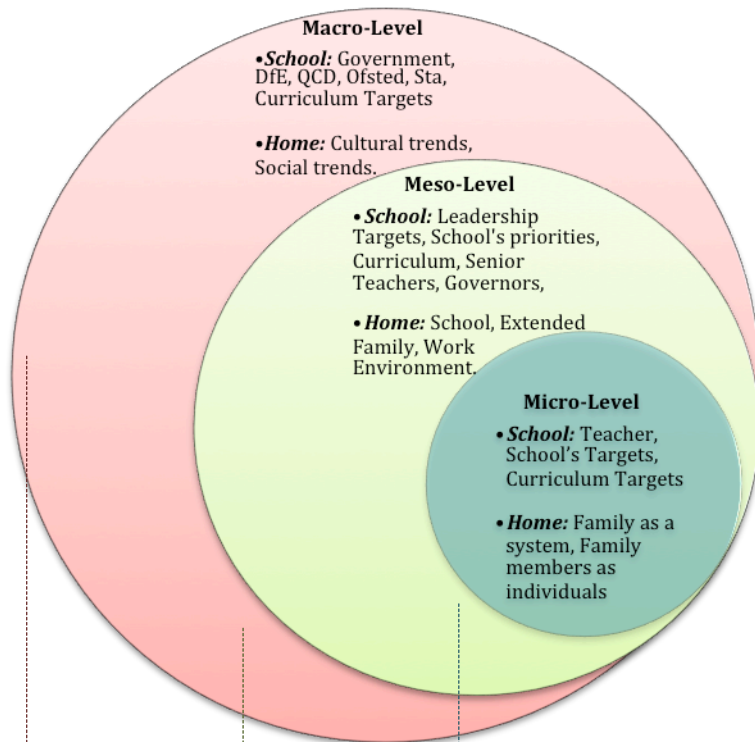 Macro-Level
•School: Government,
DfE, QCD, Ofsted, Sta,
Curriculum Targets
•Home: Cultural trends,
Social trends.
Meso-Level
•School: Leadership
Targets, School's priorities,
Curriculum, Senior
Teachers, Governors,
•Home: School, Extended
Family, Work
Environment.
Micro-Level
•School: Teacher,
School’s Targets,
Curriculum Targets
•Home: Family as a
system, Family
members as
individuals